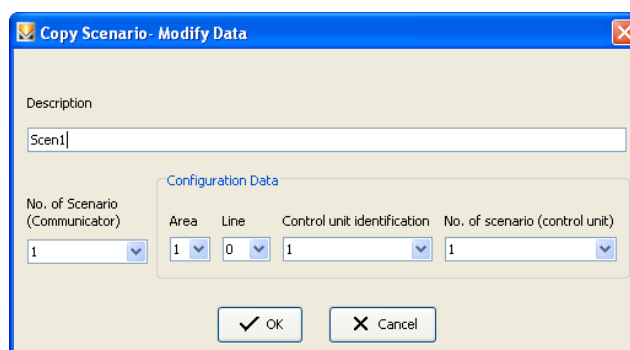 Copy Scenario- Modify Data
Description
Scen1
Configuration Data
No. of Scenario
(Communicator)
Area Line Control unit identification No. of scenario (control unit)
1 1 0 1 1
OK Cancel